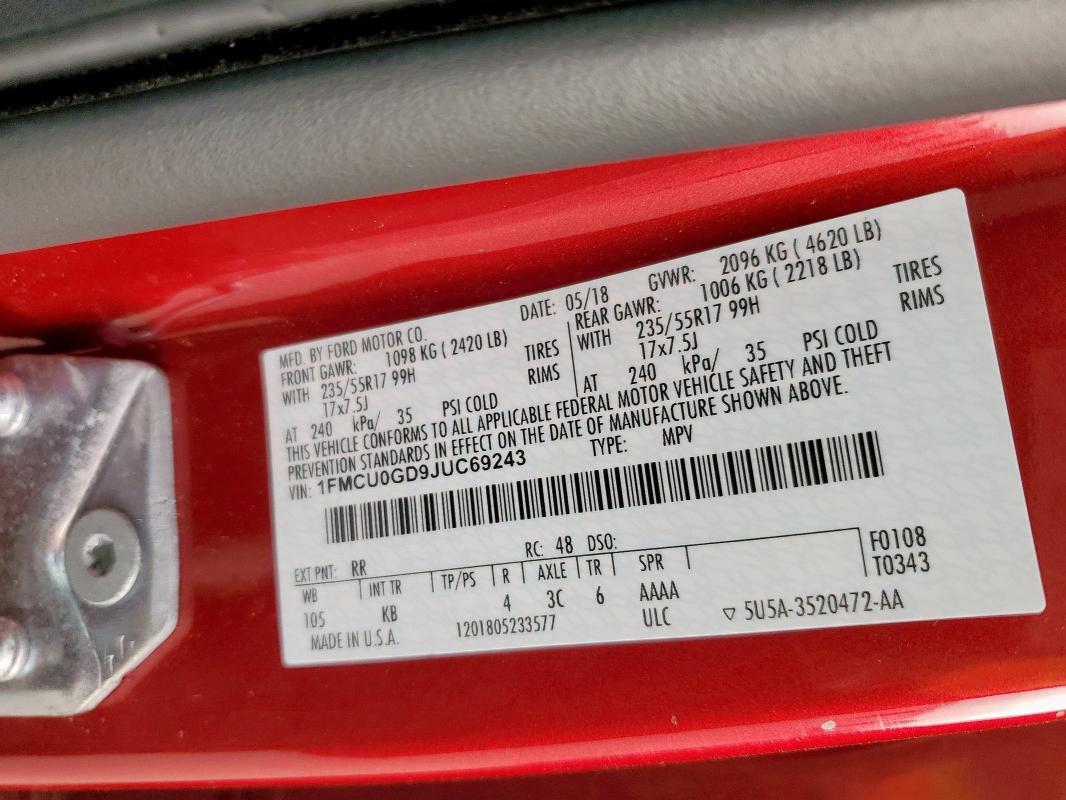 MFD. BY FORD MOTOR CO. DATE: 05/18 GVWR: 2096 KG ( 4620 LB)
FRONT GAWR: 1098 KG ( 2420 LB)
WITH 235/55R17 99H TIRES
17x7.5J RIMS
AT 240 kPa/ 35 PSI COLD
REAR GAWR: 1006 KG ( 2218 LB)
WITH 235/55R17 99H TIRES
17x7.5J RIMS
AT 240 kPa/ 35 PSI COLD
THIS VEHICLE CONFORMS TO ALL APPLICABLE FEDERAL MOTOR VEHICLE SAFETY AND THEFT
PREVENTION STANDARDS IN EFFECT ON THE DATE OF MANUFACTURE SHOWN ABOVE.
VIN: 1FMCU0GD9JUC69243 TYPE: MPV
EXT PNT: RR RC: 48 DSO: F0108
WB INT TR TP/PS R AXLE TR SPR T0343
105 KB 4 3C 6 AAAA
MADE IN U.S.A. 1201805233577 ULC ▽ 5U5A-3520472-AA